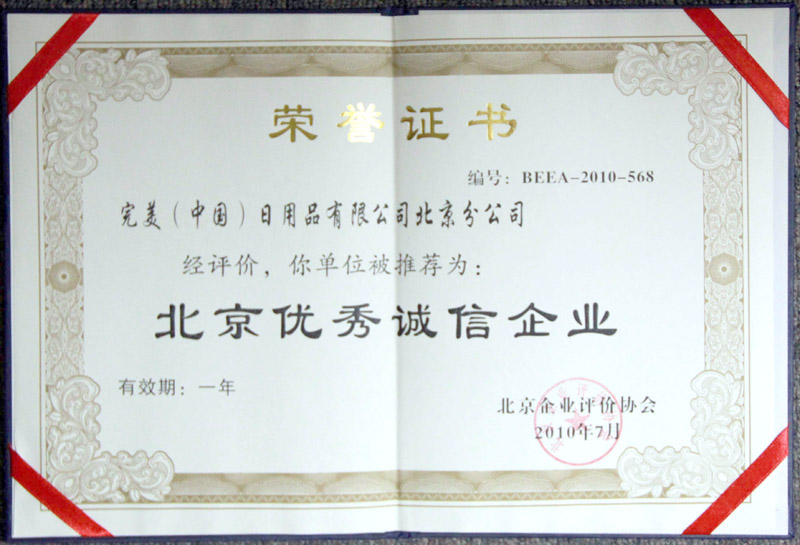 荣誉证书
编号：BEEA-2010-568
完美（中国）日用品有限公司北京分公司
经评价，你单位被推荐为：
北京优秀诚信企业
有效期：一年
北京企业评价协会
2010年7月